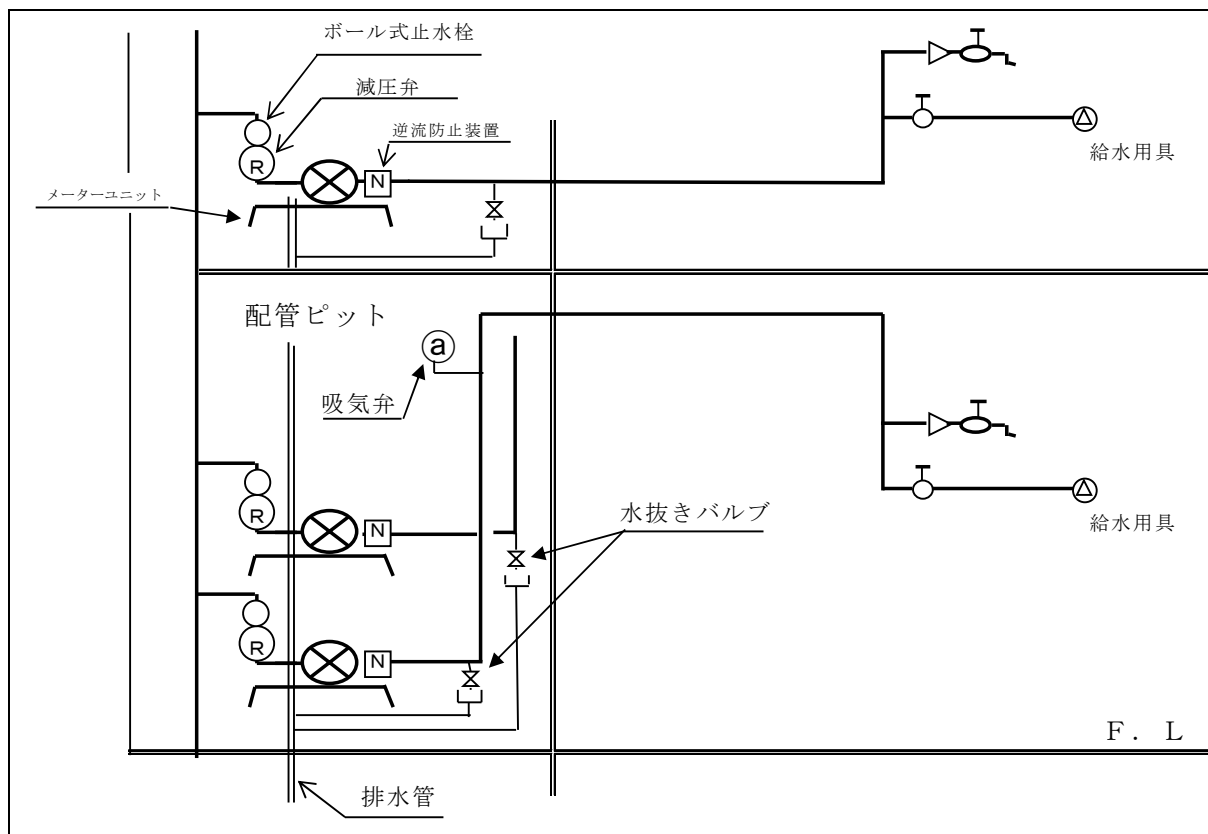 ボール式止水栓
減圧弁
逆流防止装置
R
N
メーターユニット
給水用具
配管ピット
a
吸気弁
R
N
水抜きバルブ
給水用具
R
N
F. L
排水管